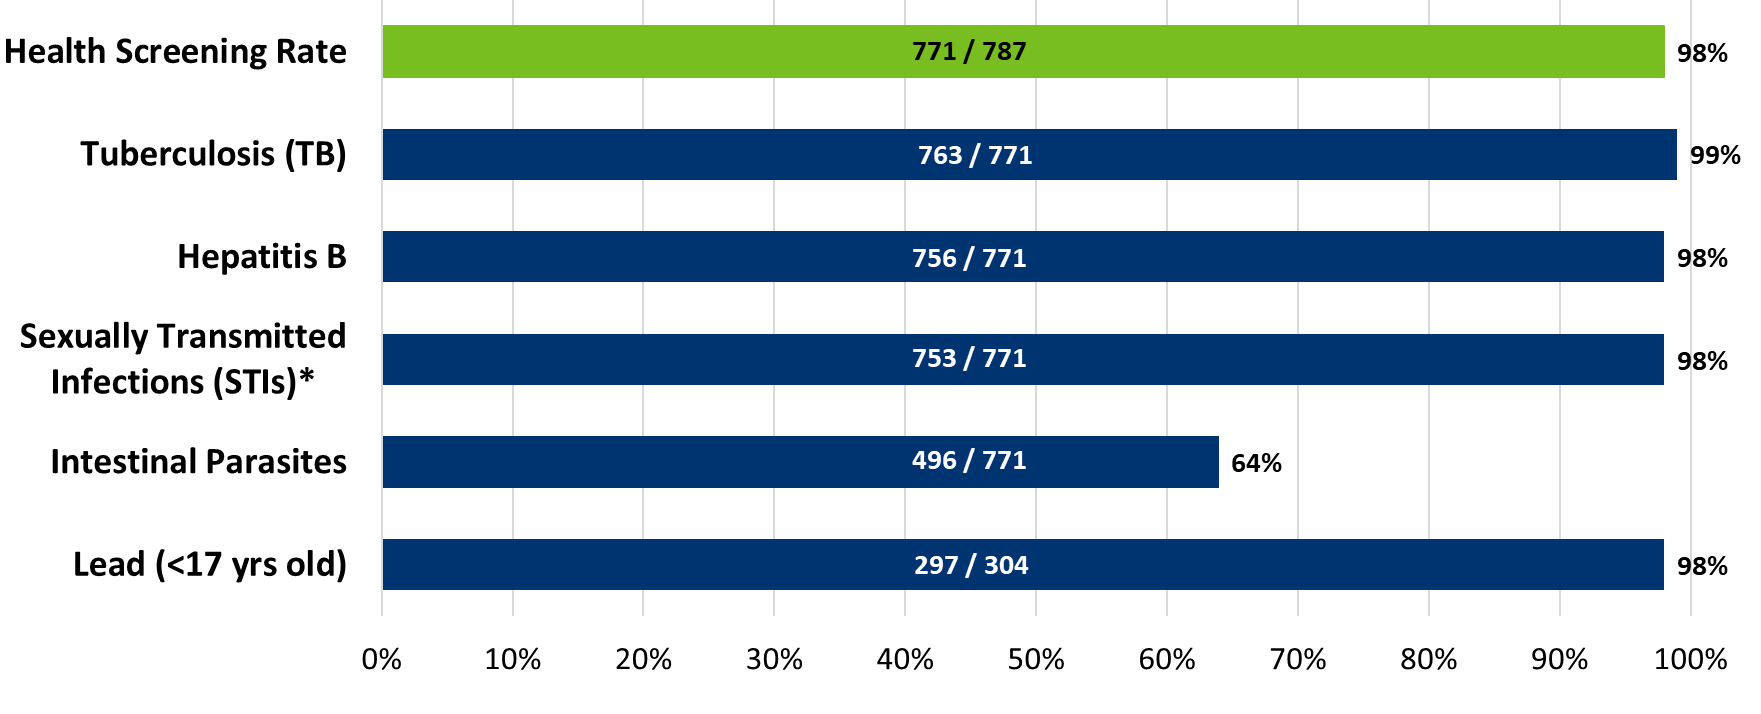 Health Screening Rate 771 / 787 98%
Tuberculosis (TB) 763 / 771 99%
Hepatitis B 756 / 771 98%
Sexually Transmitted
Infections (STIs)* 753 / 771 98%
Intestinal Parasites 496 / 771 64%
Lead (<17 yrs old) 297 / 304 98%
0% 10% 20% 30% 40% 50% 60% 70% 80% 90% 100%